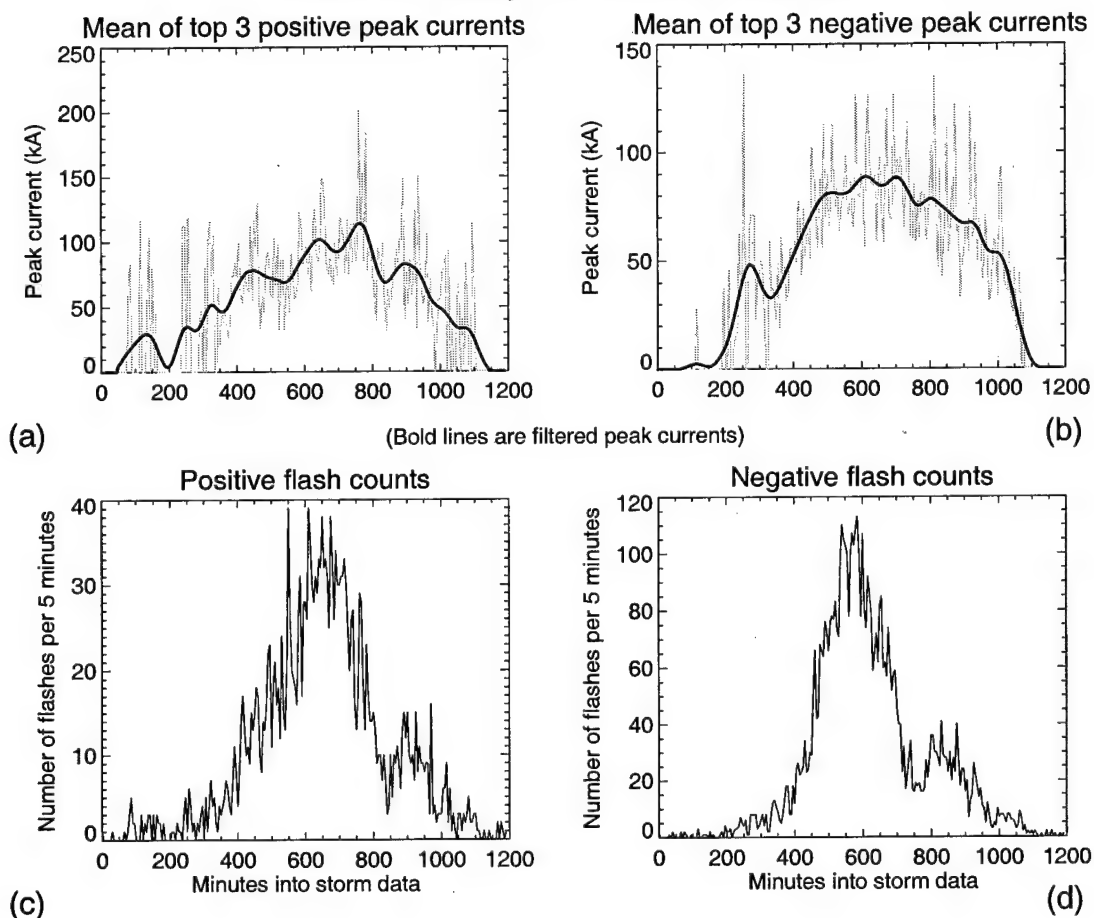 Mean of top 3 positive peak currents
Mean of top 3 negative peak currents
Peak current (kA)
250
200
150
100
50
0
0 200 400 600 800 1000 1200
Peak current (kA)
150
100
50
0
0 200 400 600 800 1000 1200
(a)
(Bold lines are filtered peak currents)
(b)
Positive flash counts
Negative flash counts
Number of flashes per 5 minutes
40
30
20
10
0
0 200 400 600 800 1000 1200
Minutes into storm data
Number of flashes per 5 minutes
120
100
80
60
40
20
0
0 200 400 600 800 1000 1200
Minutes into storm data
(c)
(d)